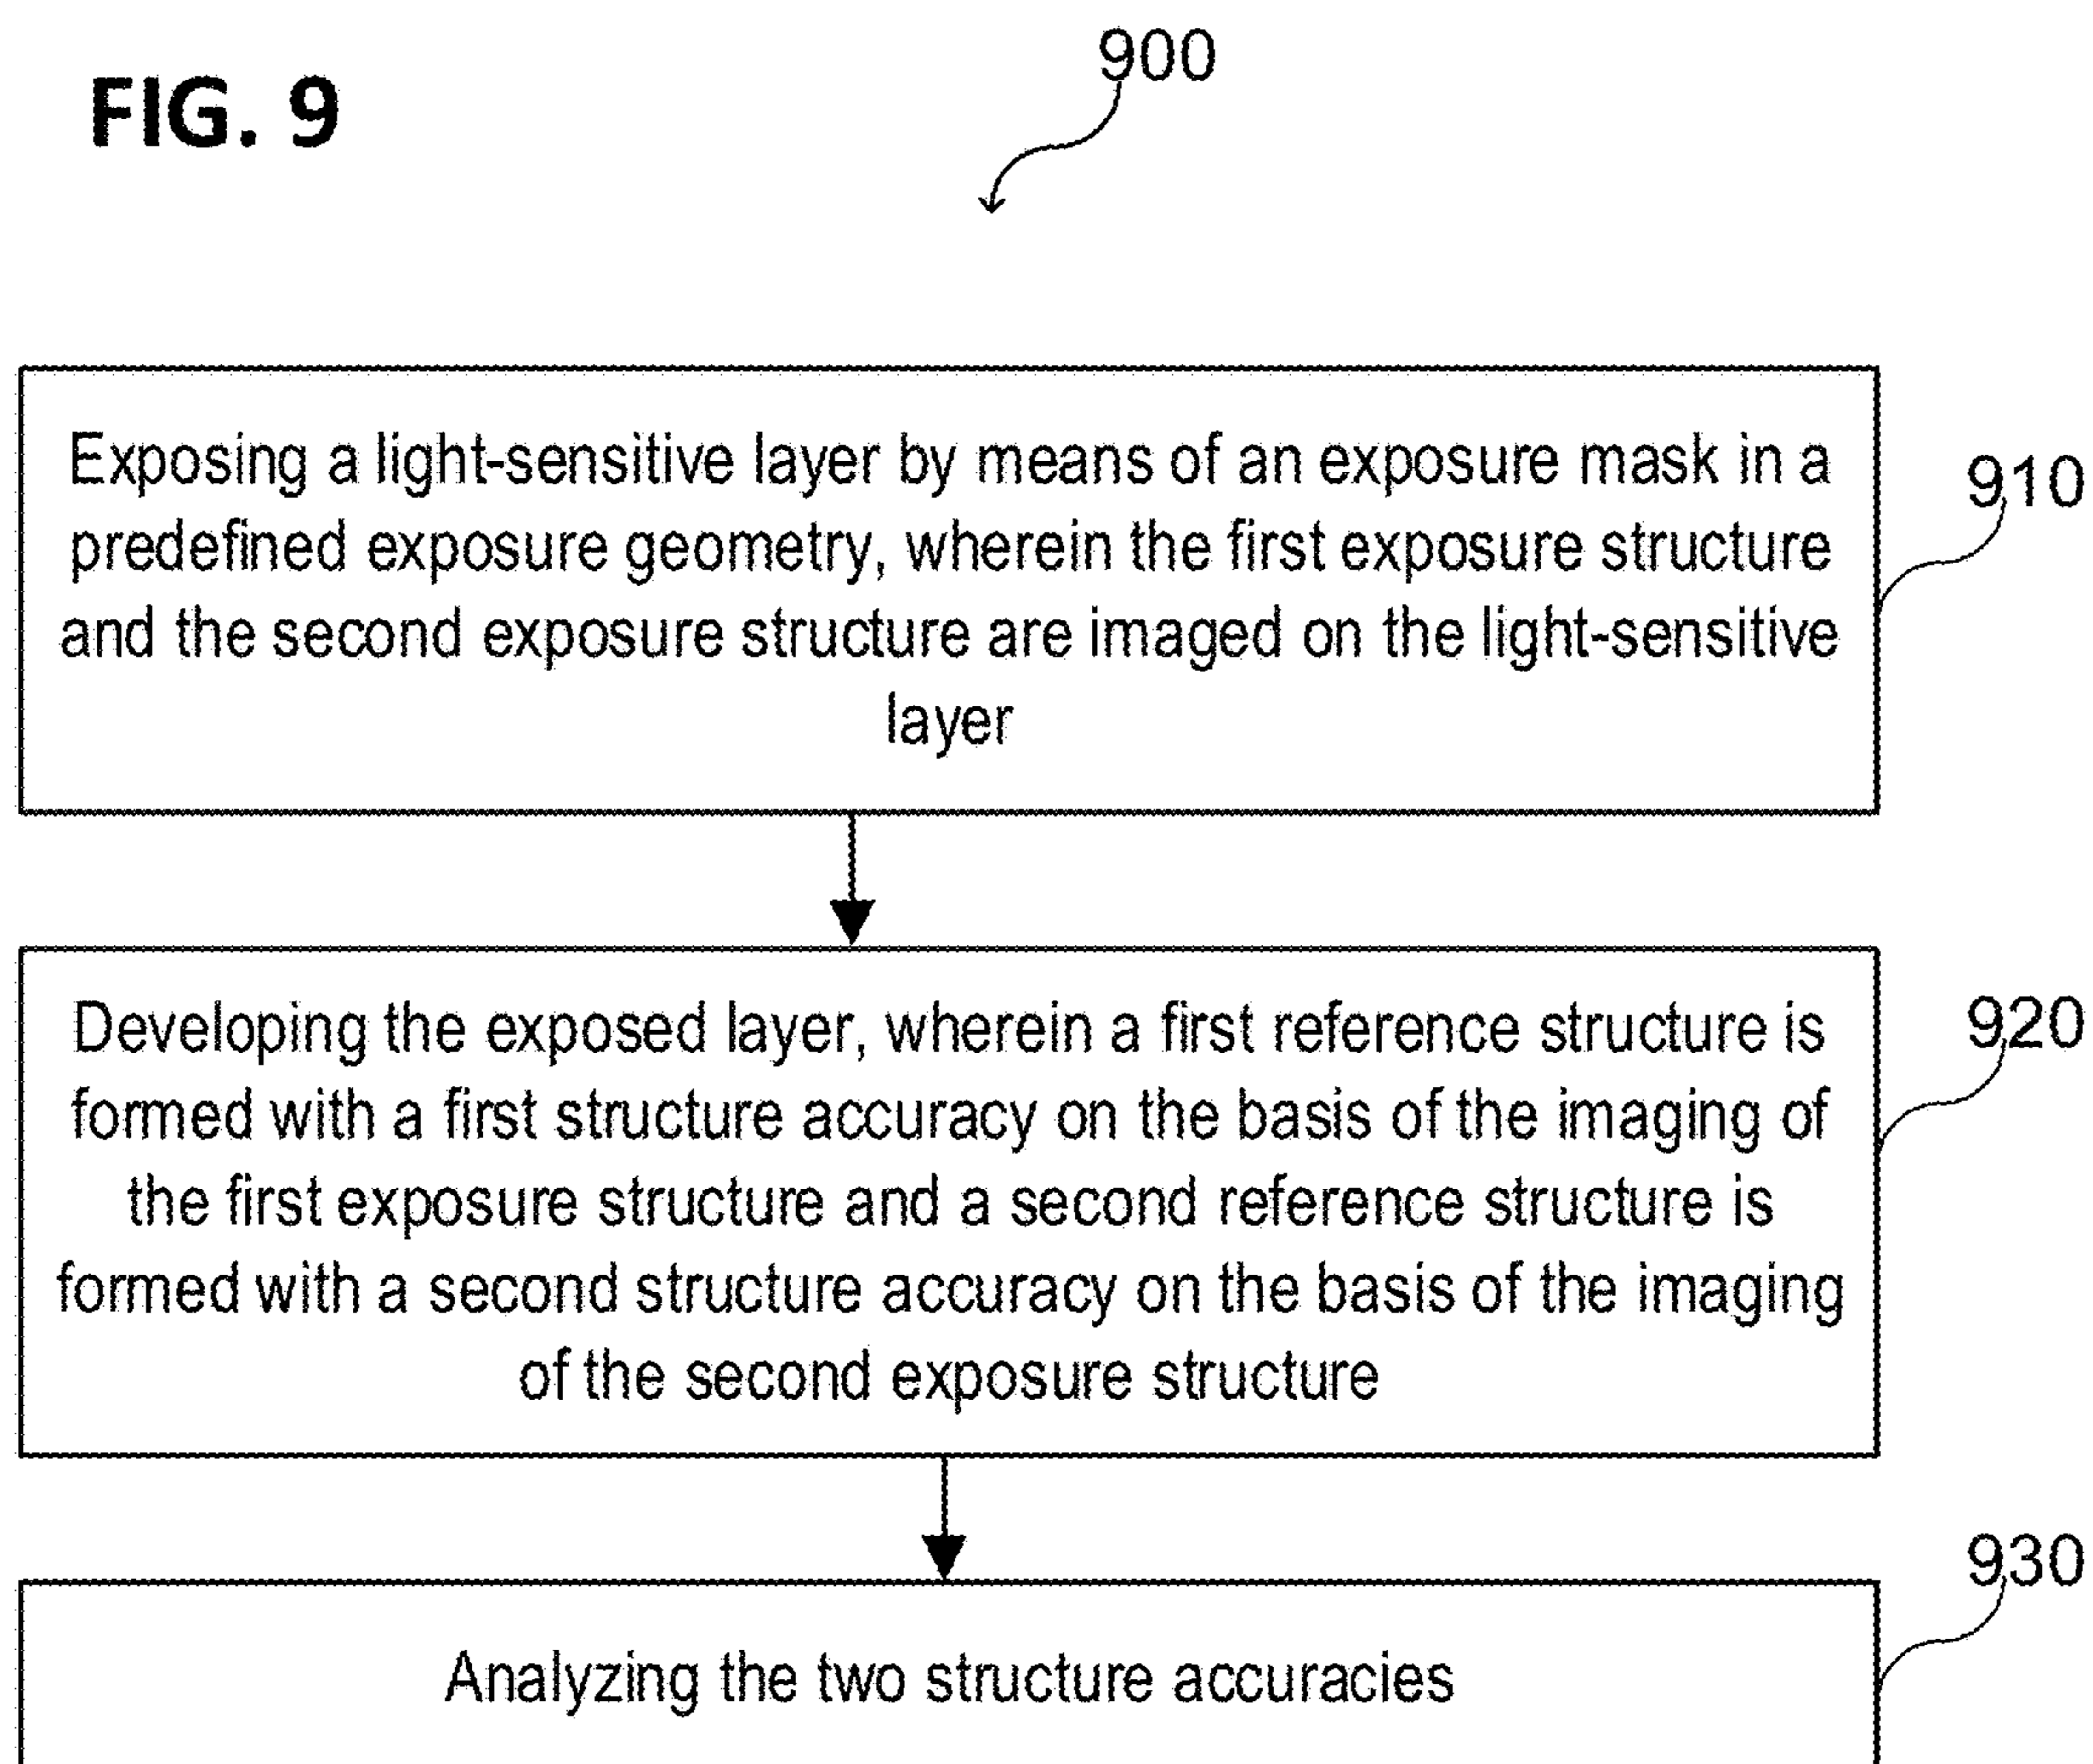 FIG. 9
900
Exposing a light-sensitive layer by means of an exposure mask in a
predefined exposure geometry, wherein the first exposure structure
and the second exposure structure are imaged on the light-sensitive
layer
910
Developing the exposed layer, wherein a first reference structure is
formed with a first structure accuracy on the basis of the imaging of
the first exposure structure and a second reference structure is
formed with a second structure accuracy on the basis of the imaging
of the second exposure structure
920
Analyzing the two structure accuracies
930